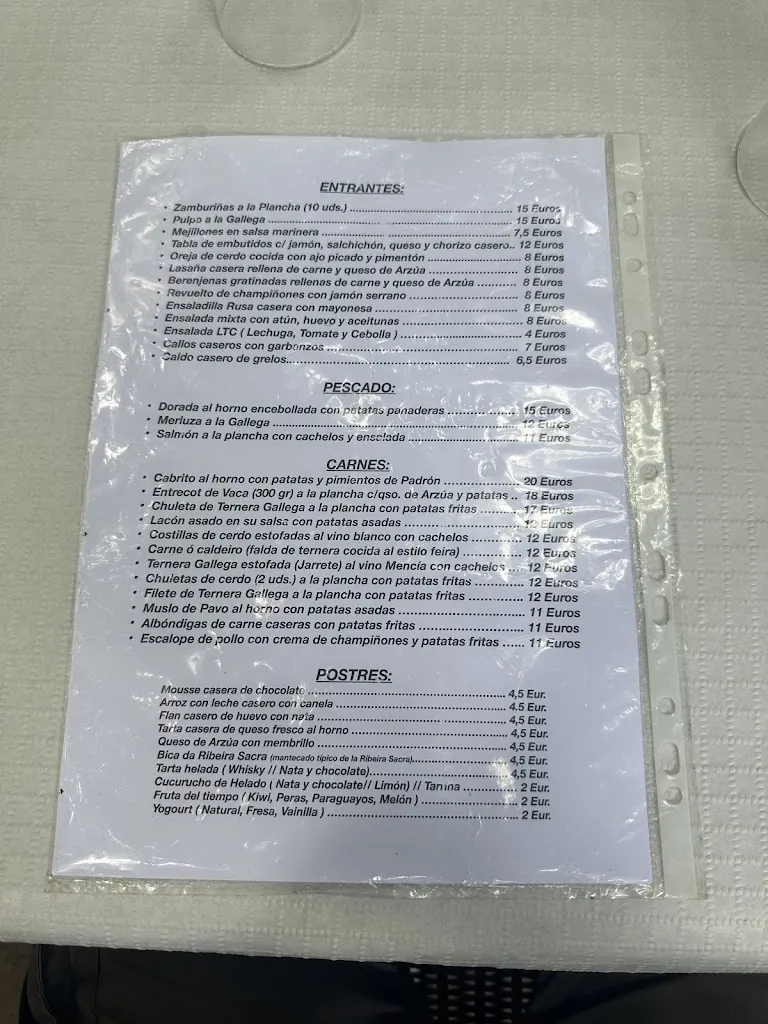 ENTRANTES:
• Zamburiñas a la Plancha (10 uds.) ........ 15 Euros
• Pulpo a la Gallega ........ 15 Euros
• Mejillones en salsa marinera ........ 7,5 Euros
• Tabla de embutidos c/ jamón, salchichón, queso y chorizo casero.. 12 Euros
• Oreja de cerdo cocida con ajo picado y pimentón ........ 8 Euros
• Lasaña casera rellena de carne y queso de Arzúa ........ 8 Euros
• Berenjenas gratinadas rellenas de carne y queso de Arzúa ........ 8 Euros
• Revuelto de champiñones con jamón serrano ........ 8 Euros
• Ensaladilla Rusa casera con mayonesa ........ 8 Euros
• Ensalada mixta con atún, huevo y aceitunas ........ 8 Euros
• Ensalada LTC ( Lechuga, Tomate y Cebolla ) ........ 4 Euros
• Callos caseros con garbanzos ........ 7 Euros
• Caldo casero de grelos ........ 6,5 Euros
PESCADO:
• Dorada al horno encebollada con patatas panaderas ........ 15 Euros
• Merluza a la Gallega ........ 12 Euros
• Salmón a la plancha con cachelos y ensalada ........ 11 Euros
CARNES:
• Cabrito al horno con patatas y pimientos de Padrón ........ 20 Euros
• Entrecot de Vaca (300 gr) a la plancha c/qso. de Arzúa y patatas .. 18 Euros
• Chuleta de Ternera Gallega a la plancha con patatas fritas ........ 17 Euros
• Lacón asado en su salsa con patatas asadas ........ Euros
• Costillas de cerdo estofadas al vino blanco con cachelos ........ 12 Euros
• Carne ó caldeiro (falda de ternera cocida al estilo feira) ........ 12 Euros
• Ternera Gallega estofada (Jarrete) al vino Mencía con cachelos .... 12 Euros
• Chuletas de cerdo (2 uds.) a la plancha con patatas fritas ........ 12 Euros
• Filete de Ternera Gallega a la plancha con patatas fritas ........ 12 Euros
• Muslo de Pavo al horno con patatas asadas ........ 11 Euros
• Albóndigas de carne caseras con patatas fritas ........ 11 Euros
• Escalope de pollo con crema de champiñones y patatas fritas ...... 11 Euros
POSTRES:
Mousse casera de chocolate ........ 4,5 Eur.
Arroz con leche casero con canela ........ 4.5 Eur.
Flan casero de huevo con nata ........ 4,5 Eur.
Tarta casera de queso fresco al horno ........ 4,5 Eur.
Queso de Arzúa con membrillo ........ 4,5 Eur.
Bica da Ribeira Sacra (mantecado típico de la Ribeira Sacra)........ 4,5 Eur.
Tarta helada ( Whisky // Nata y chocolate)........ 4,5 Eur.
Cucurucho de Helado ( Nata y chocolate// Limón) // Tarrina ........ 2 Eur.
Fruta del tiempo ( Kiwi, Peras, Paraguayos, Melón ) ........ 2 Eur.
Yogourt ( Natural, Fresa, Vainilla ) ........ 2 Eur.